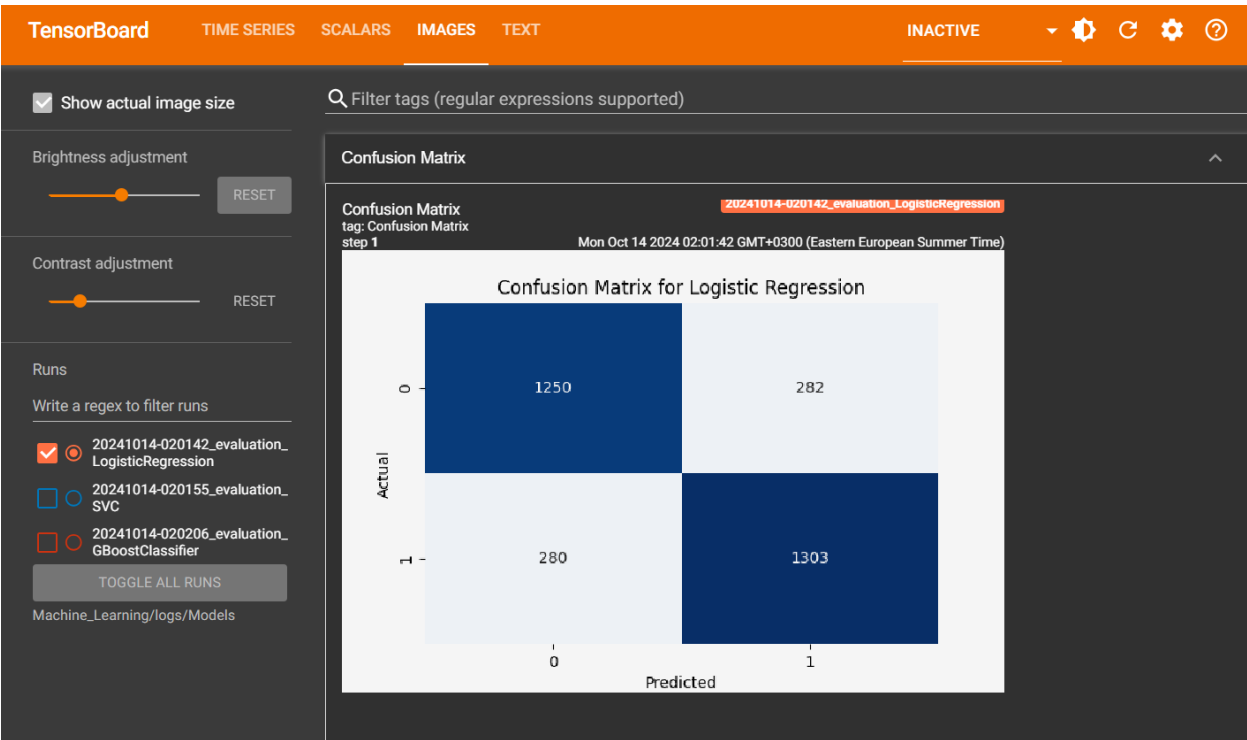 TensorBoard
TIME SERIES
SCALARS
IMAGES
TEXT
INACTIVE
Show actual image size
Brightness adjustment
RESET
Contrast adjustment
RESET
Runs
Write a regex to filter runs
20241014-020142_evaluation_
LogisticRegression
20241014-020155_evaluation_
SVC
20241014-020206_evaluation_
GBoostClassifier
TOGGLE ALL RUNS
Machine_Learning/logs/Models
Filter tags (regular expressions supported)
Confusion Matrix
Confusion Matrix
20241014-020142_evaluation_LogisticRegression
tag: Confusion Matrix
step 1
Mon Oct 14 2024 02:01:42 GMT+0300 (Eastern European Summer Time)
Confusion Matrix for Logistic Regression
Actual
0
1250
282
1
280
1303
0
1
Predicted